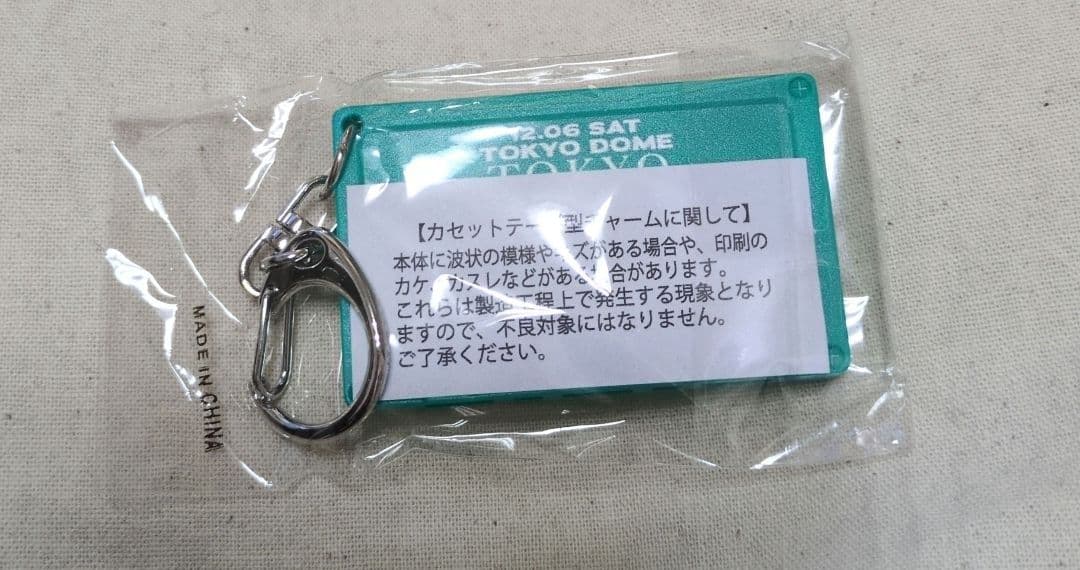 12.06 SAT
TOKYO DOME
TOKYO
【カセットテープ型チャームに関して】
本体に波状の模様やキズがある場合や、印刷の
カケ、カスレなどがある場合があります。
これらは製造工程上で発生する現象となり
ますので、不良対象にはなりません。
ご了承ください。
MADE IN CHINA